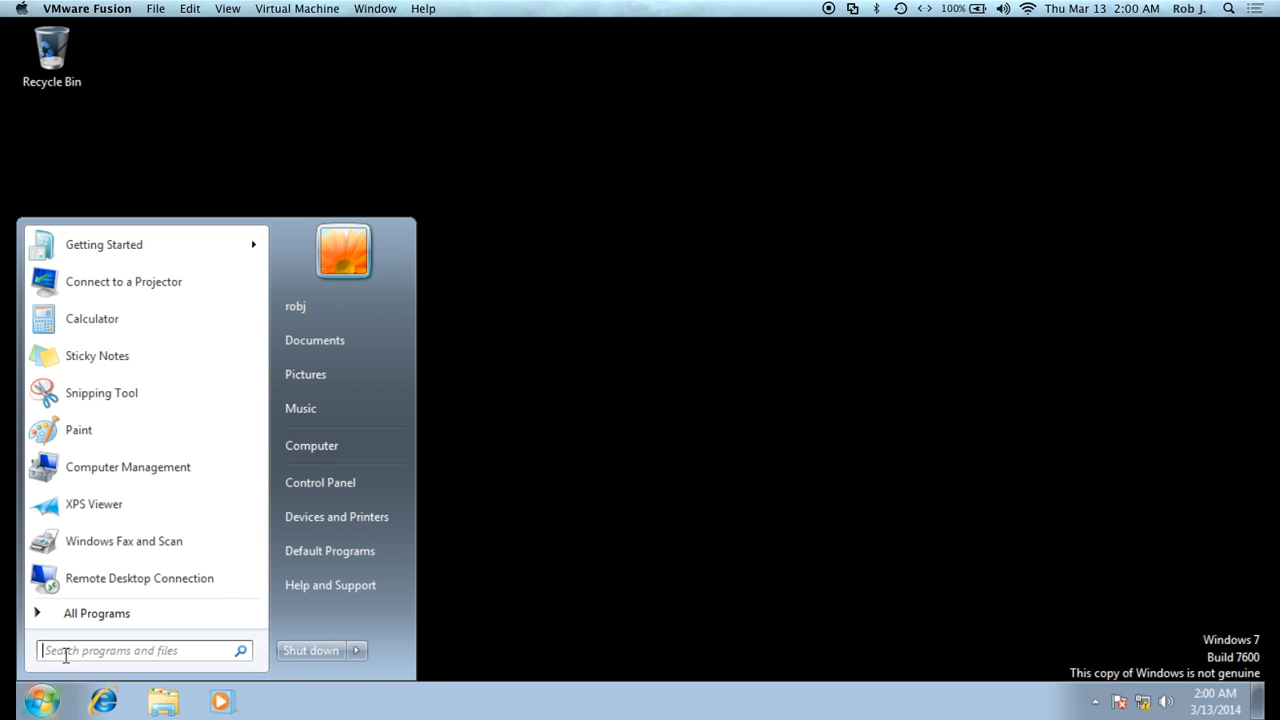 VMware Fusion File Edit View Virtual Machine Window Help 100% Thu Mar 13 2:00 AM Rob J.
Recycle Bin
Getting Started
Connect to a Projector
Calculator
Sticky Notes
Snipping Tool
Paint
Computer Management
XPS Viewer
Windows Fax and Scan
Remote Desktop Connection
All Programs
Search programs and files
robj
Documents
Pictures
Music
Computer
Control Panel
Devices and Printers
Default Programs
Help and Support
Shut down
Windows 7
Build 7600
This copy of Windows is not genuine
2:00 AM
3/13/2014